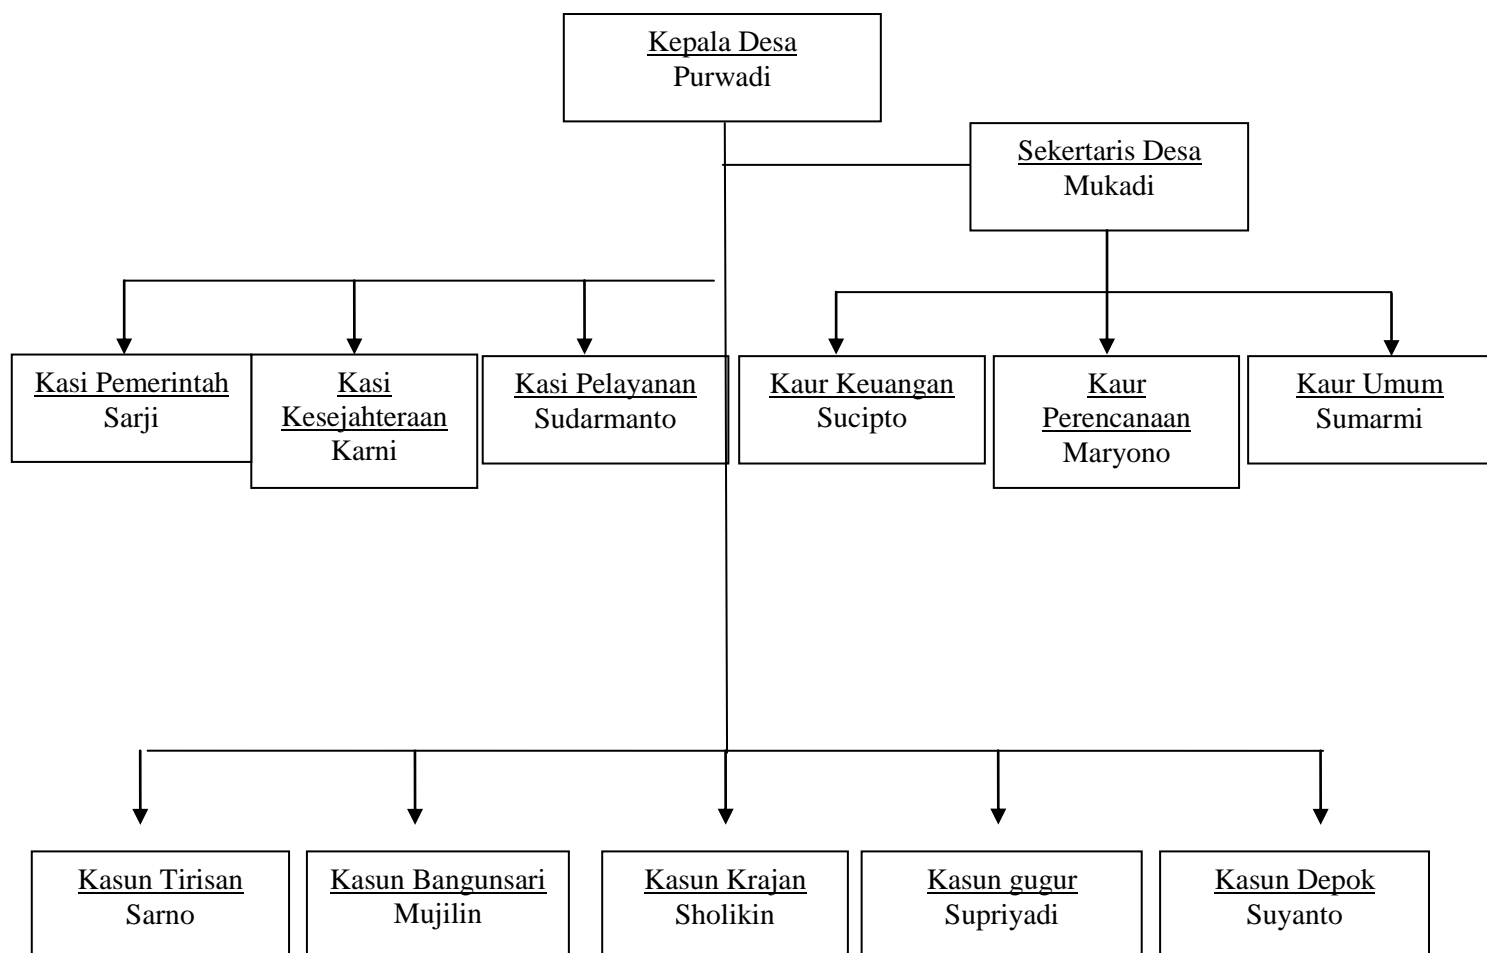 Kepala Desa
Purwadi
Sekertaris Desa
Mukadi
Kasi Pemerintah
Sarji
Kasi
Kesejahteraan
Karni
Kasi Pelayanan
Sudarmanto
Kaur Keuangan
Sucipto
Kaur
Perencanaan
Maryono
Kaur Umum
Sumarmi
Kasun Tirisan
Sarno
Kasun Bangunsari
Mujilin
Kasun Krajan
Sholikin
Kasun gugur
Supriyadi
Kasun Depok
Suyanto